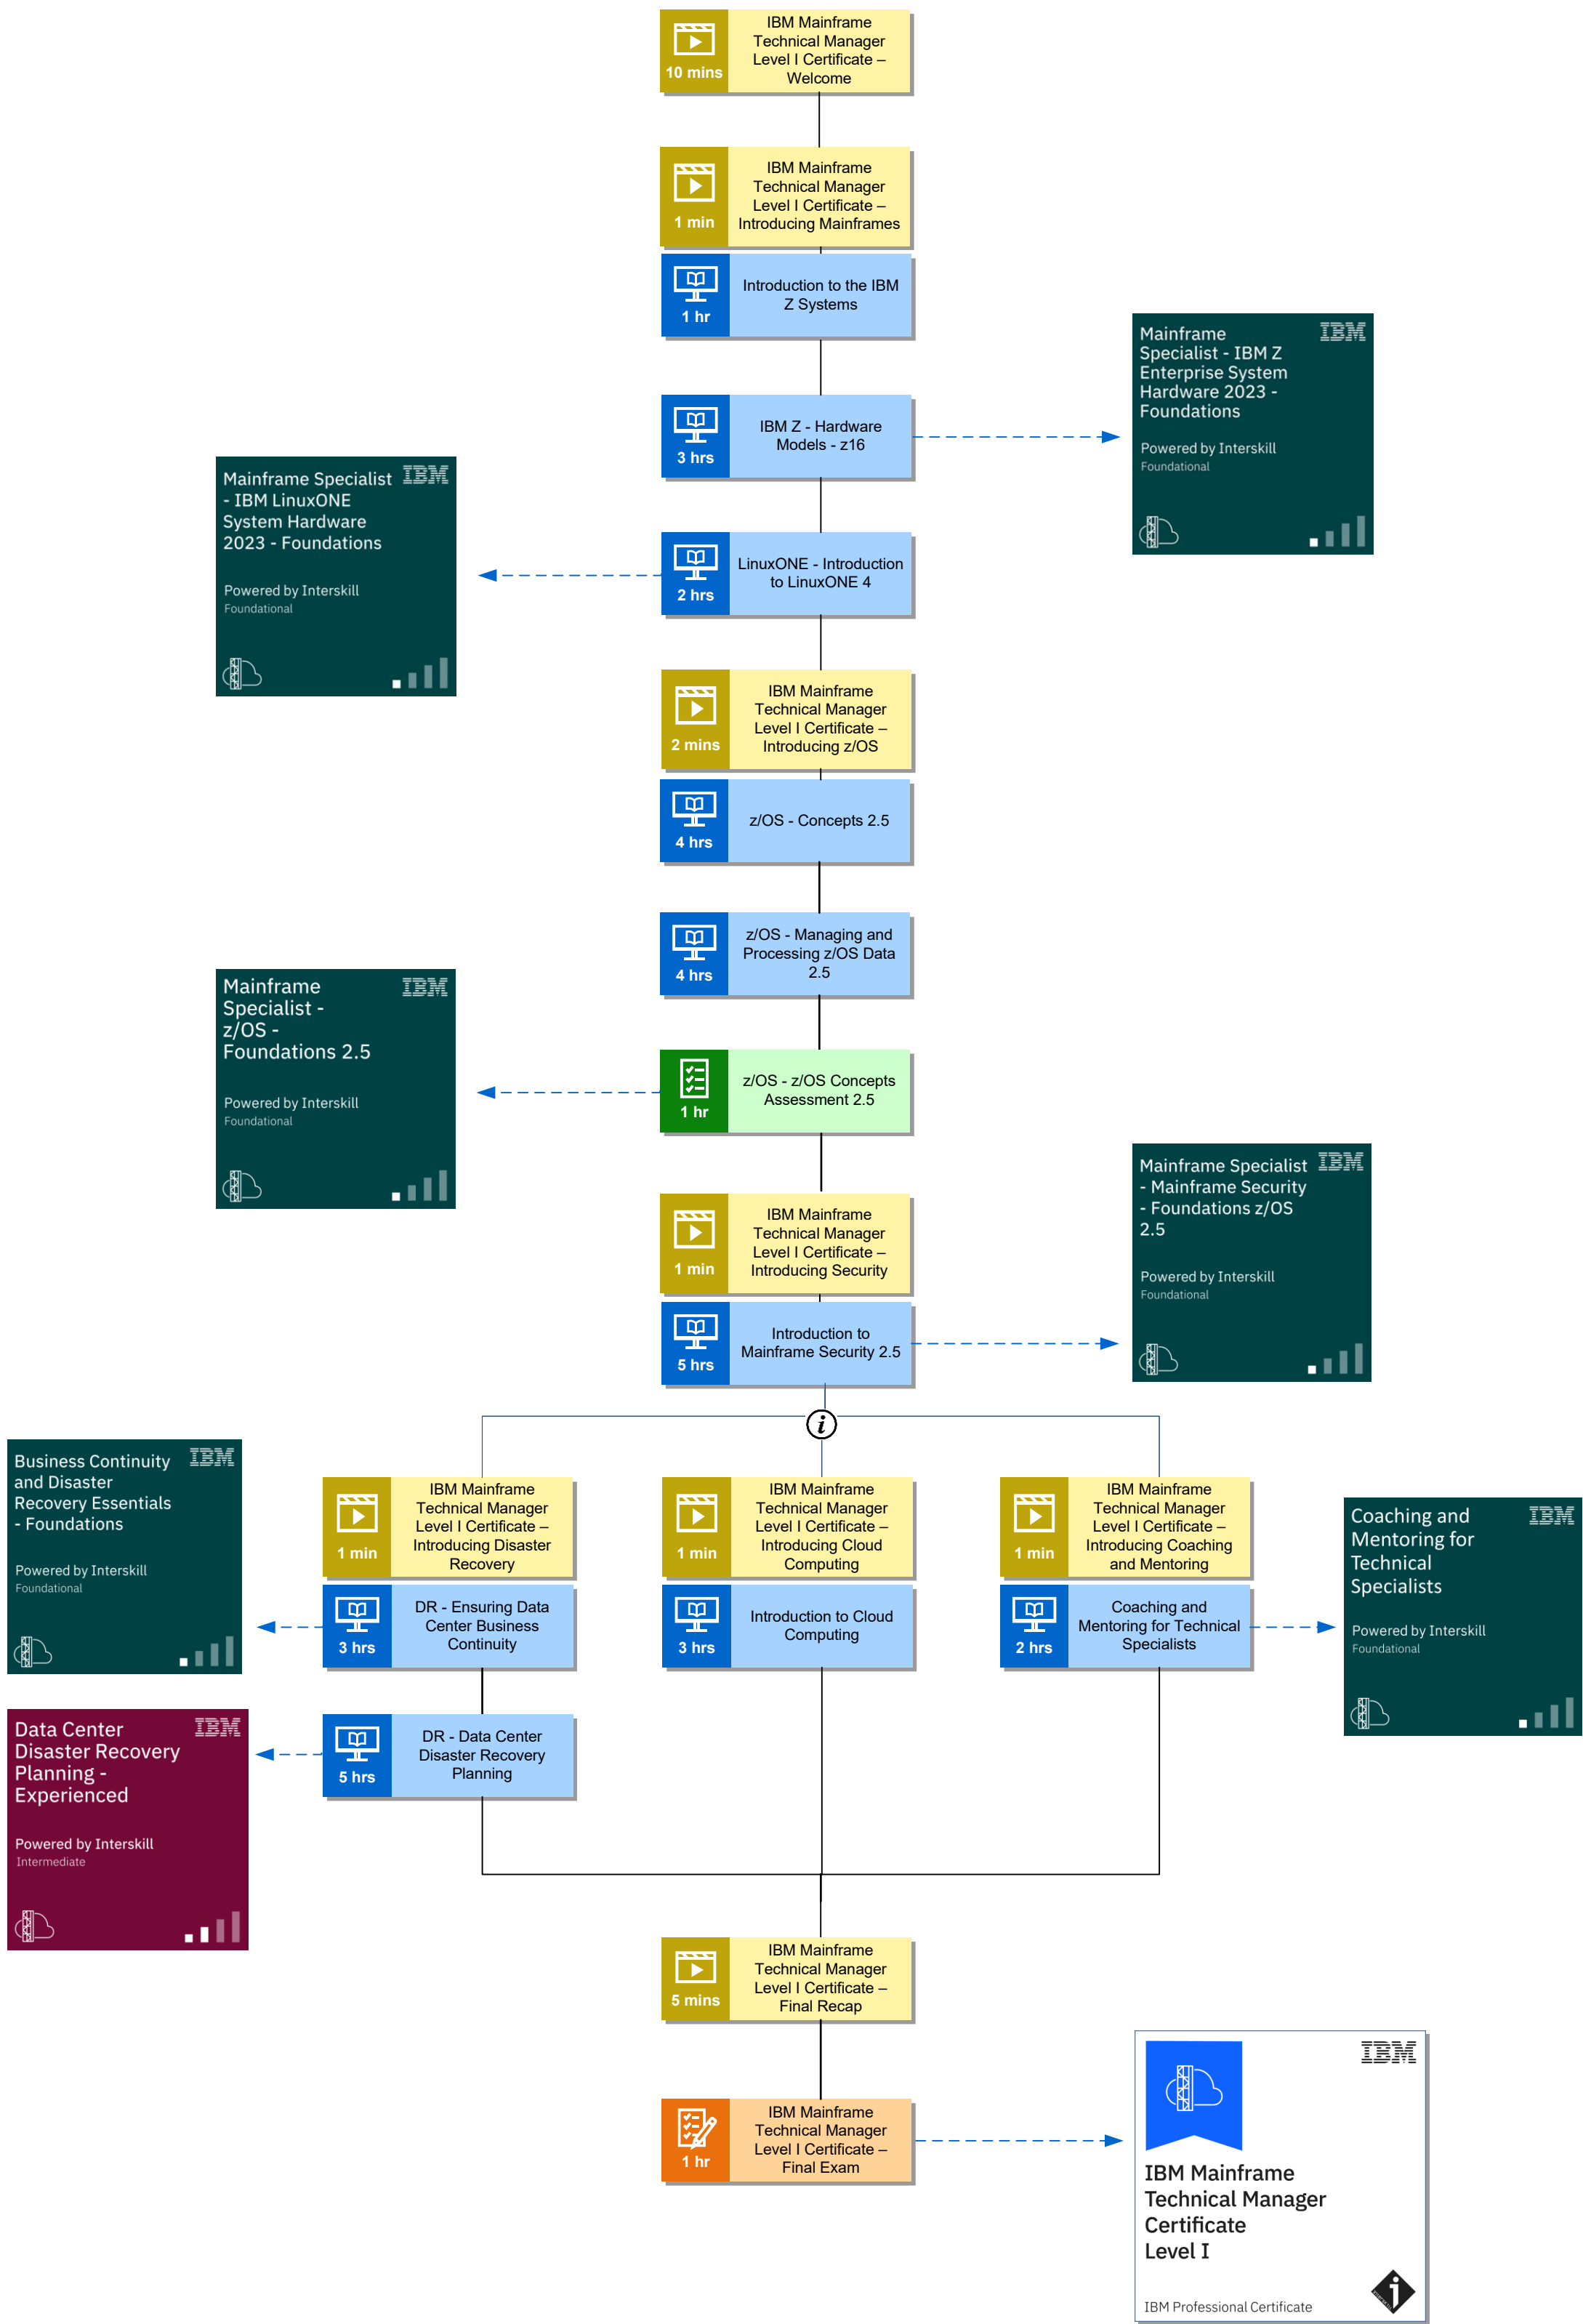 IBM Mainframe
Technical Manager
Level I Certificate –
Welcome
10 mins
IBM Mainframe
Technical Manager
Level I Certificate –
Introducing Mainframes
1 min
Introduction to the IBM
Z Systems
1 hr
IBM Z - Hardware
Models - z16
3 hrs
Mainframe
Specialist - IBM Z
Enterprise System
Hardware 2023 -
Foundations
IBM
Powered by Interskill
Foundational
LinuxONE - Introduction
to LinuxONE 4
2 hrs
Mainframe Specialist
- IBM LinuxONE
System Hardware
2023 - Foundations
IBM
Powered by Interskill
Foundational
IBM Mainframe
Technical Manager
Level I Certificate –
Introducing z/OS
2 mins
z/OS - Concepts 2.5
4 hrs
z/OS - Managing and
Processing z/OS Data
2.5
4 hrs
z/OS - z/OS Concepts
Assessment 2.5
1 hr
Mainframe
Specialist -
z/OS -
Foundations 2.5
IBM
Powered by Interskill
Foundational
IBM Mainframe
Technical Manager
Level I Certificate –
Introducing Security
1 min
Introduction to
Mainframe Security 2.5
5 hrs
Mainframe Specialist
- Mainframe Security
- Foundations z/OS
2.5
IBM
Powered by Interskill
Foundational
i
IBM Mainframe
Technical Manager
Level I Certificate –
Introducing Disaster
Recovery
1 min
DR - Ensuring Data
Center Business
Continuity
3 hrs
Business Continuity
and Disaster
Recovery Essentials
- Foundations
IBM
Powered by Interskill
Foundational
DR - Data Center
Disaster Recovery
Planning
5 hrs
Data Center
Disaster Recovery
Planning -
Experienced
IBM
Powered by Interskill
Intermediate
IBM Mainframe
Technical Manager
Level I Certificate –
Introducing Cloud
Computing
1 min
Introduction to Cloud
Computing
3 hrs
IBM Mainframe
Technical Manager
Level I Certificate –
Introducing Coaching
and Mentoring
1 min
Coaching and
Mentoring for Technical
Specialists
2 hrs
Coaching and
Mentoring for
Technical
Specialists
IBM
Powered by Interskill
Foundational
IBM Mainframe
Technical Manager
Level I Certificate –
Final Recap
5 mins
IBM Mainframe
Technical Manager
Level I Certificate –
Final Exam
1 hr
IBM
IBM Mainframe
Technical Manager
Certificate
Level I
IBM Professional Certificate
i